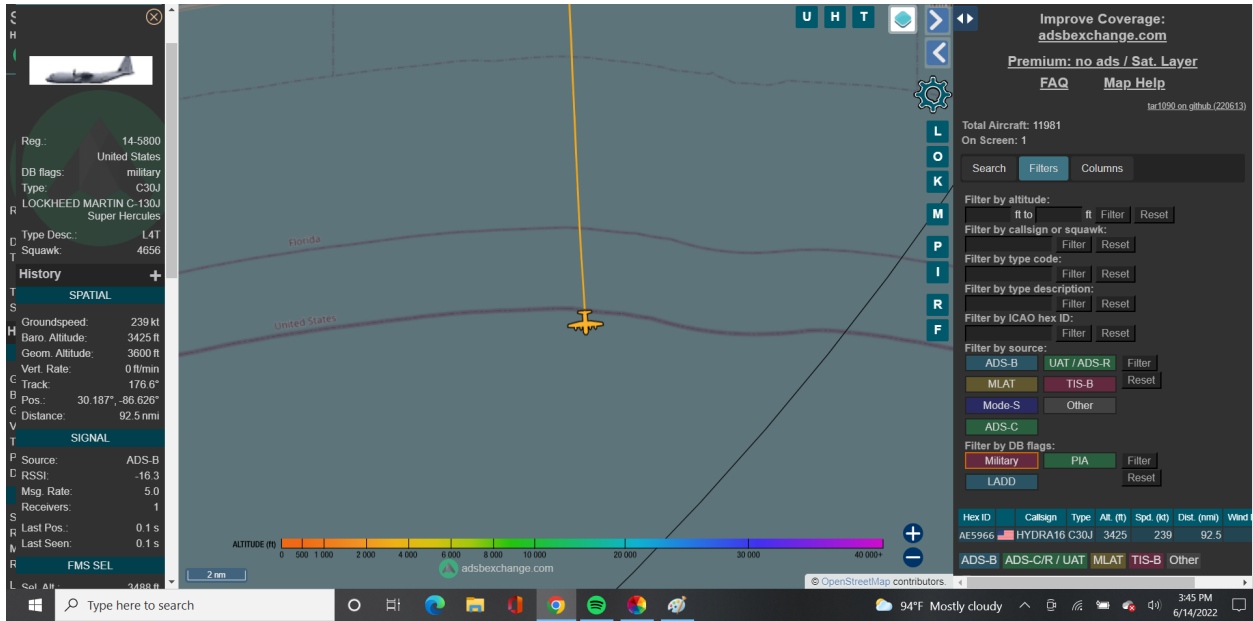 Reg.: 14-5800
United States
DB flags: military
Type: C30J
LOCKHEED MARTIN C-130J
Super Hercules
Type Desc.: L4T
Squawk: 4656
History +
SPATIAL
Groundspeed: 239 kt
Baro. Altitude: 3425 ft
Geom. Altitude: 3600 ft
Vert. Rate: 0 ft/min
Track: 176.6°
Pos.: 30.187°, -86.626°
Distance: 92.5 nmi
SIGNAL
Source: ADS-B
RSSI: -16.3
Msg. Rate: 5.0
Receivers: 1
Last Pos.: 0.1 s
Last Seen: 0.1 s
FMS SEL
Sel. Alt.: 3488 ft
Florida
United States
2 nm
ALTITUDE (ft) 0 500 1 000 2 000 4 000 6 000 8 000 10 000 20 000 30 000 40 000+
adsbexchange.com
© OpenStreetMap contributors.
U H T
L
O
K
M
P
I
R
F
Improve Coverage:
adsbexchange.com
Premium: no ads / Sat. Layer
FAQ Map Help
tar1090 on github (220613)
Total Aircraft: 11981
On Screen: 1
Search Filters Columns
Filter by altitude:
ft to ft Filter Reset
Filter by callsign or squawk:
Filter Reset
Filter by type code:
Filter Reset
Filter by type description:
Filter Reset
Filter by ICAO hex ID:
Filter Reset
Filter by source:
ADS-B UAT / ADS-R Filter
MLAT TIS-B Reset
Mode-S Other
ADS-C
Filter by DB flags:
Military PIA Filter
LADD Reset
Hex ID Callsign Type Alt. (ft) Spd. (kt) Dist. (nmi) Wind
AE5966 HYDRA16 C30J 3425 239 92.5
ADS-B ADS-C/R / UAT MLAT TIS-B Other
Type here to search
94°F Mostly cloudy
3:45 PM
6/14/2022